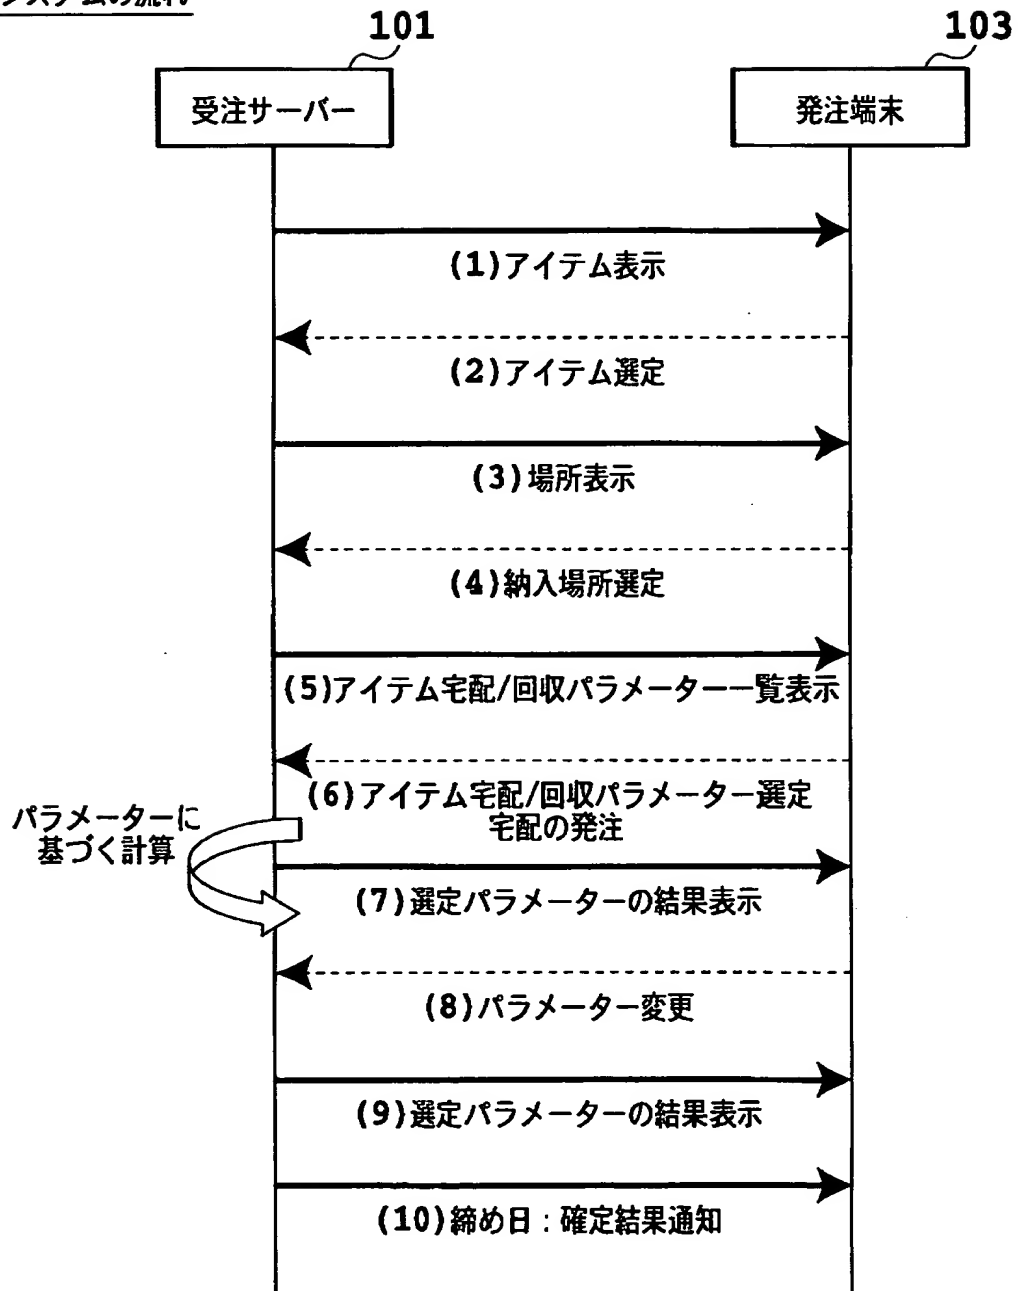 システムの流れ
101
103
受注サーバー
発注端末
(1)アイテム表示
(2)アイテム選定
(3)場所表示
(4)納入場所選定
(5)アイテム宅配/回収パラメーター一覧表示
(6)アイテム宅配/回収パラメーター選定
宅配の発注
パラメーターに
基づく計算
(7)選定パラメーターの結果表示
(8)パラメーター変更
(9)選定パラメーターの結果表示
(10)締め日:確定結果通知